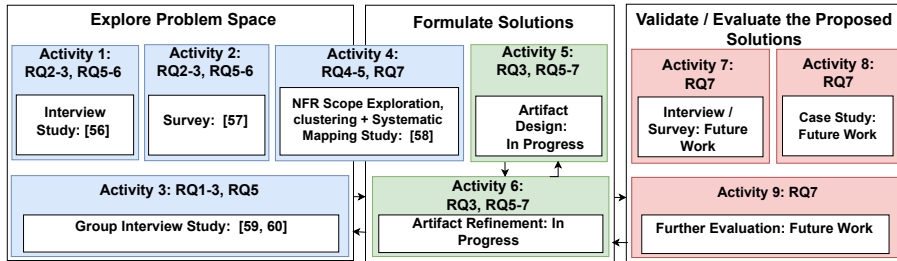 Explore Problem Space
Activity 1:
RQ2-3, RQ5-6
Interview
Study: [56]
Activity 2:
RQ2-3, RQ5-6
Survey: [57]
Activity 4:
RQ4-5, RQ7
NFR Scope Exploration,
clustering + Systematic
Mapping Study: [58]
Activity 3: RQ1-3, RQ5
Group Interview Study: [59, 60]
Formulate Solutions
Activity 5:
RQ3, RQ5-7
Artifact
Design:
In Progress
Activity 6:
RQ3, RQ5-7
Artifact Refinement: In
Progress
Validate / Evaluate the Proposed
Solutions
Activity 7:
RQ7
Interview /
Survey: Future
Work
Activity 8:
RQ7
Case Study:
Future Work
Activity 9: RQ7
Further Evaluation: Future Work